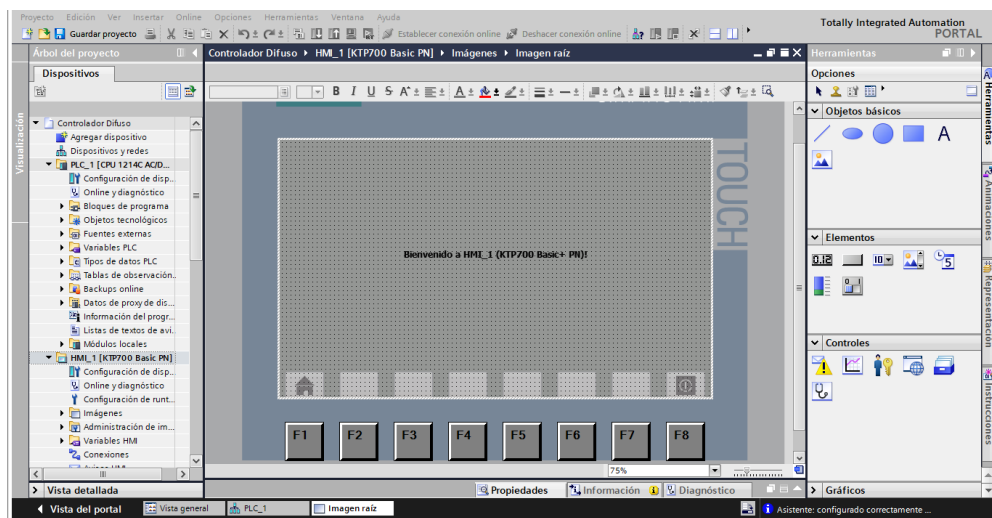 Proyecto Edición Ver Insertar Online Opciones Herramientas Ventana Ayuda
Totally Integrated Automation
PORTAL
Guardar proyecto
Establecer conexión online
Deshacer conexión online
Árbol del proyecto
Controlador Difuso HMI_1 [KTP700 Basic PN] Imágenes Imagen raíz
Herramientas
Dispositivos
Opciones
B I U S A
A
Visualización
Controlador Difuso
Agregar dispositivo
Dispositivos y redes
PLC_1 [CPU 1214C AC/D...
Configuración de disp...
Online y diagnóstico
Bloques de programa
Objetos tecnológicos
Fuentes externas
Variables PLC
Tipos de datos PLC
Tablas de observación...
Backups online
Datos de proxy de dis...
Información del progr...
Listas de textos de avi...
Módulos locales
HMI_1 [KTP700 Basic PN]
Configuración de disp...
Online y diagnóstico
Configuración de runt...
Imágenes
Administración de im...
Variables HMI
Conexiones
Vista detallada
TOUCH
Bienvenido a HMI_1 (KTP700 Basic+ PN)!
F1 F2 F3 F4 F5 F6 F7 F8
75%
Propiedades Información Diagnóstico
Objetos básicos
A
Elementos
0.12
10
5
0 1
Controles
Gráficos
Herramientas
Animaciones
Representación
Instrucciones
Vista del portal
Vista general
PLC_1
Imagen raíz
Asistente: configurado correctamente ...